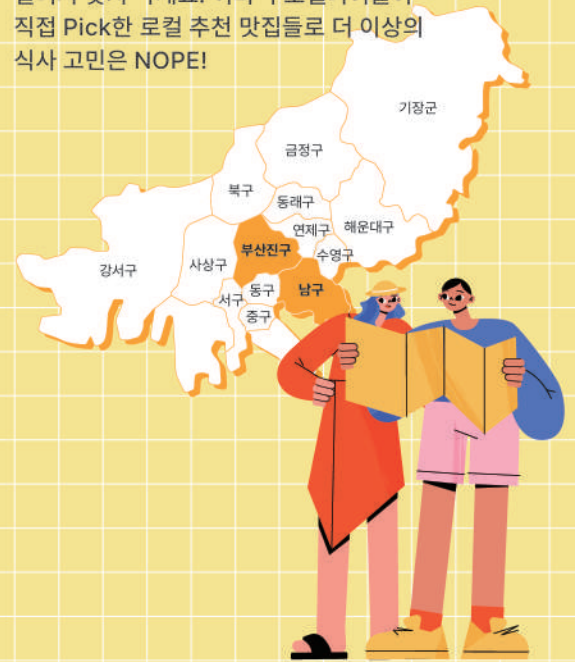 직접 Pick한 로컬 추천 맛집들로 더 이상의
식사 고민은 NOPE!
기장군
금정구
북구
동래구
연제구
해운대구
부산진구
수영구
강서구
사상구
동구
남구
서구
중구